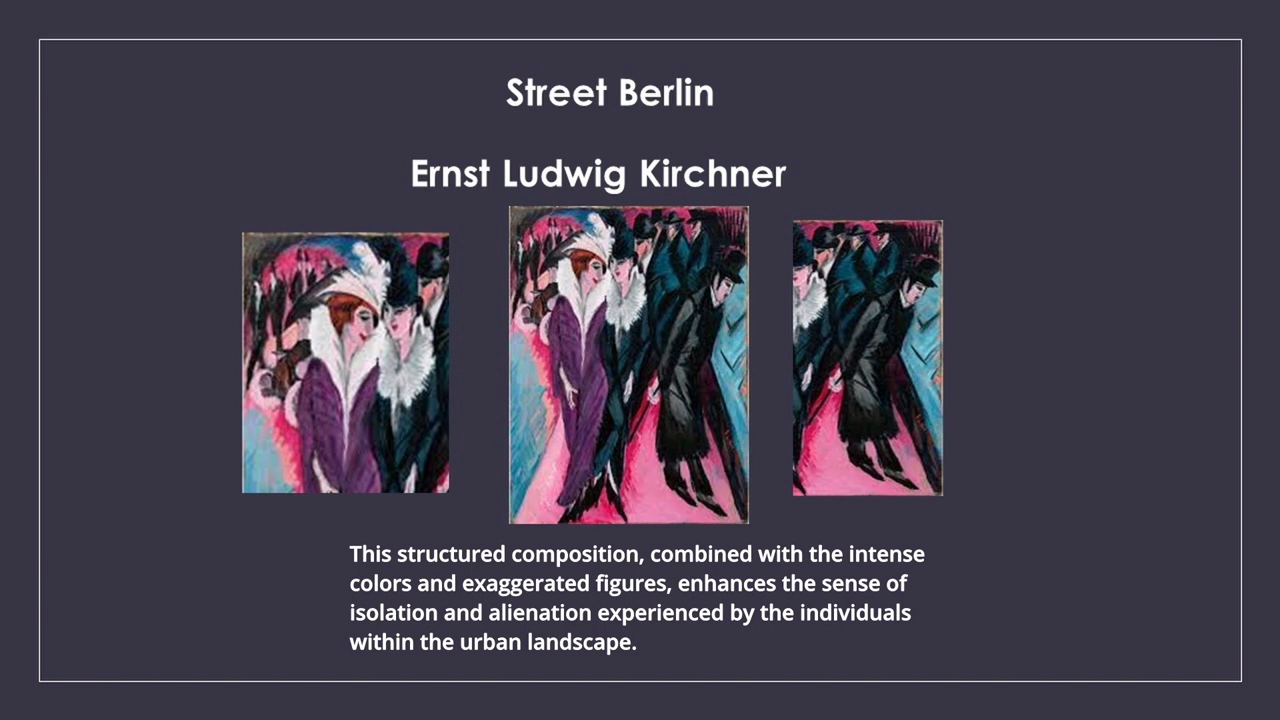 Street Berlin
Ernst Ludwig Kirchner
This structured composition, combined with the intense
colors and exaggerated figures, enhances the sense of
isolation and alienation experienced by the individuals
within the urban landscape.